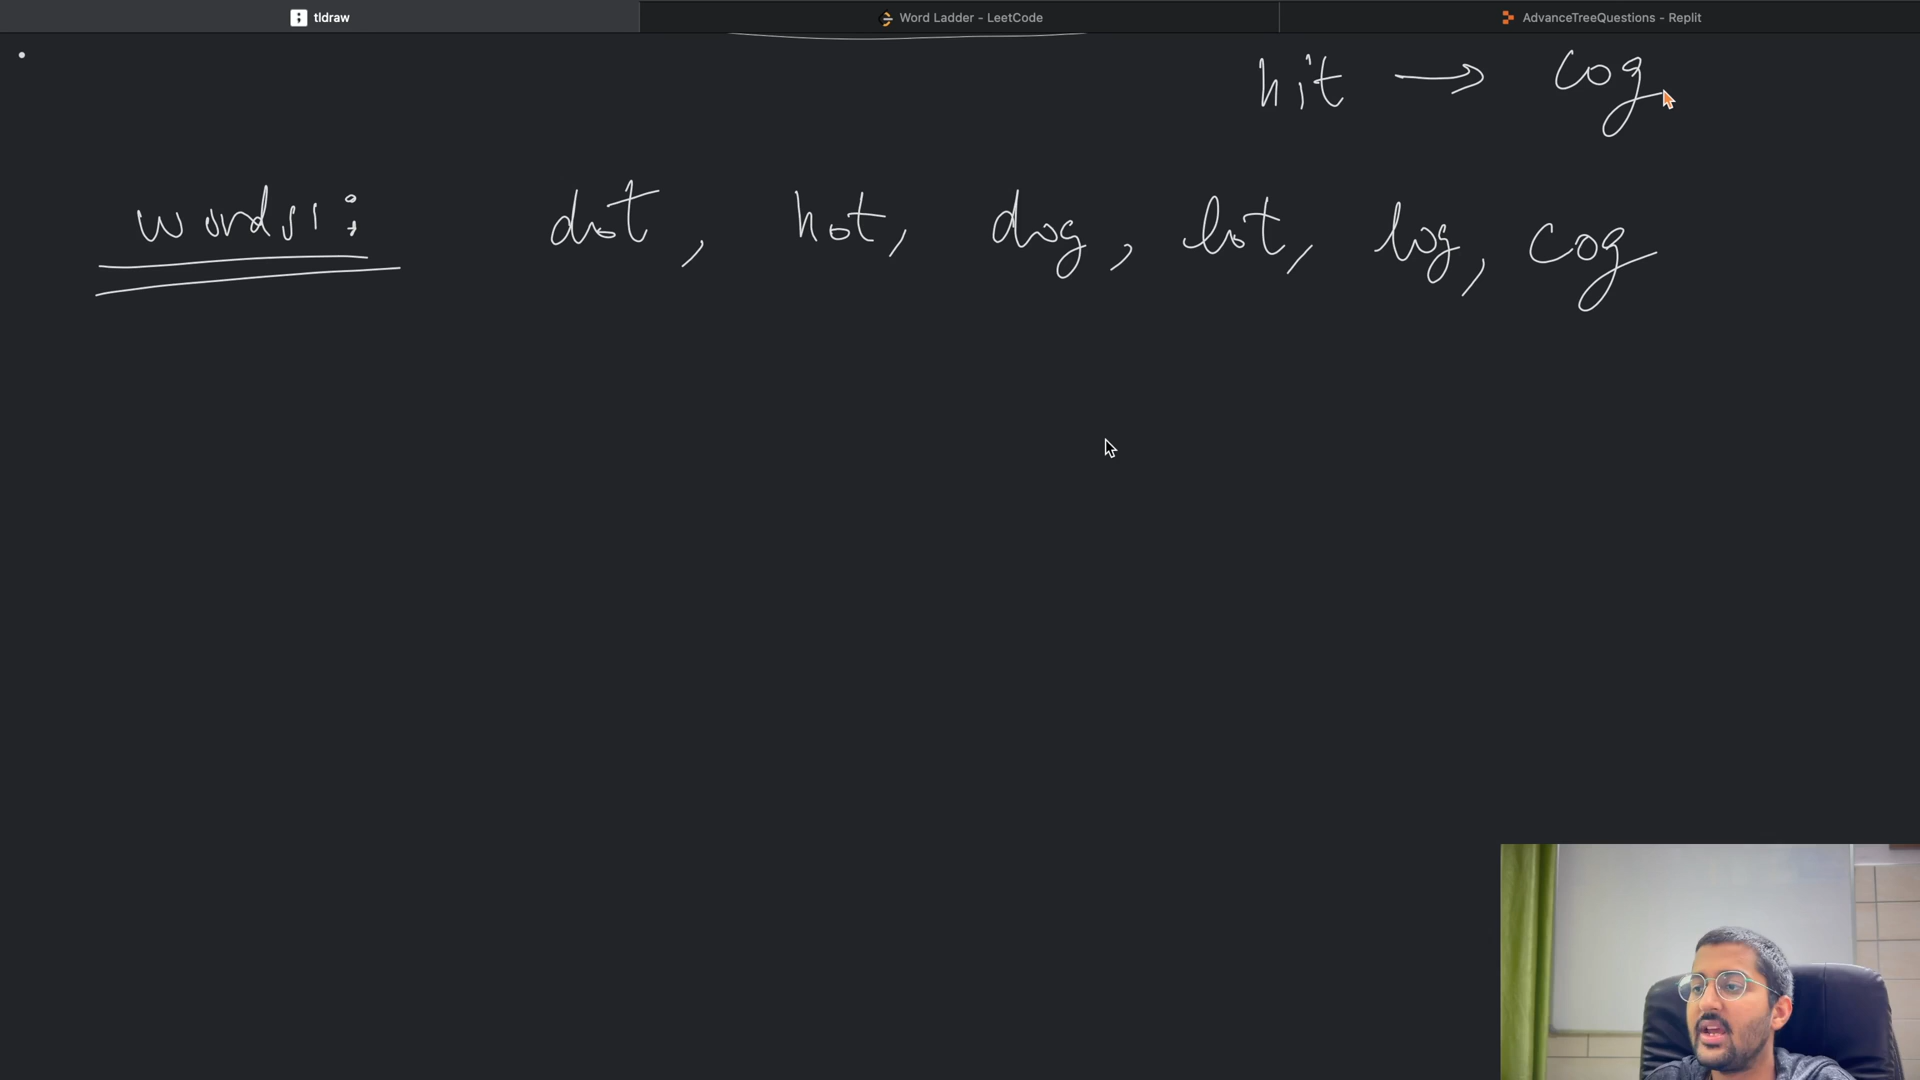 tldraw
Word Ladder - LeetCode
AdvanceTreeQuestions - Replit
hit → cog
words: dot, hot, dog, lot, log, cog